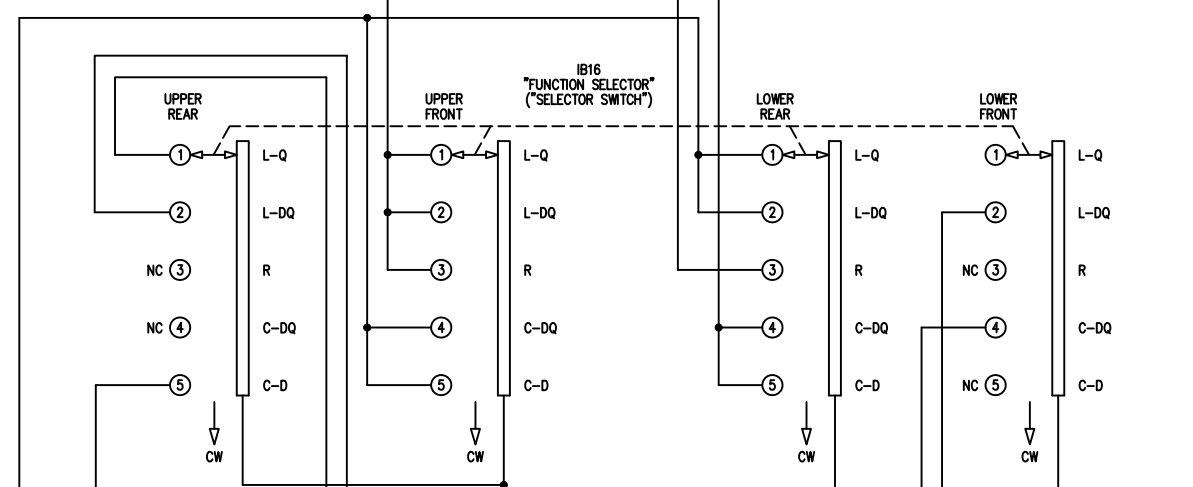 IB16
"FUNCTION SELECTOR"
("SELECTOR SWITCH")
UPPER
REAR
1 L-Q
2 L-DQ
NC 3 R
NC 4 C-DQ
5 C-D
CW
UPPER
FRONT
1 L-Q
2 L-DQ
3 R
4 C-DQ
5 C-D
CW
LOWER
REAR
1 L-Q
2 L-DQ
3 R
4 C-DQ
5 C-D
CW
LOWER
FRONT
1 L-Q
2 L-DQ
NC 3 R
4 C-DQ
NC 5 C-D
CW